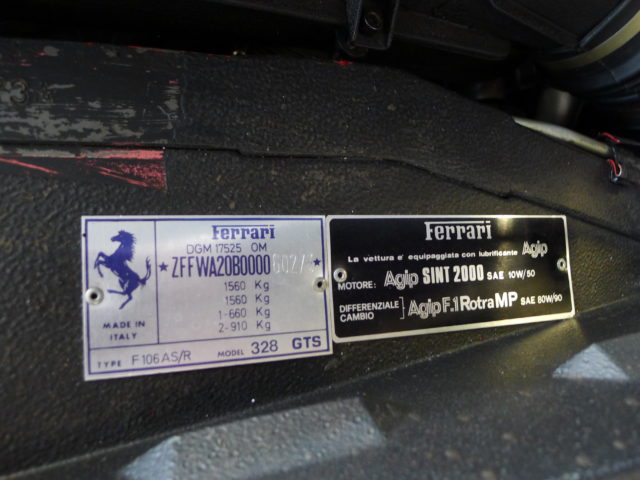 Ferrari
DGM 17525 OM
*ZFFWA20B0000
1560 Kg
1560 Kg
1-660 Kg
2-910 Kg
MADE IN
ITALY
TYPE F106AS/R MODEL 328 GTS
Ferrari
La vettura e' equipaggiata con lubrificante Agip
MOTORE: Agip SINT 2000 SAE 10W/50
DIFFERENZIALE
CAMBIO ] Agip F.1 Rotra MP SAE 80W/90